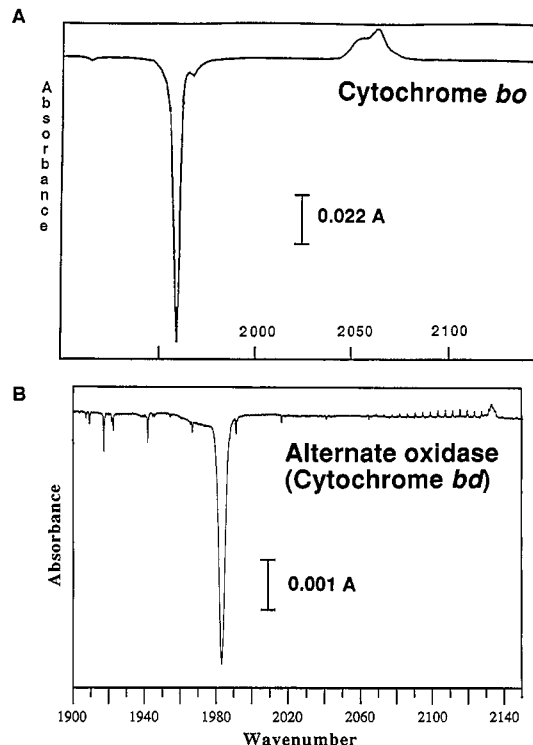 A
Absorbance
Cytochrome bo
0.022 A
2000 2050 2100
B
Absorbance
Alternate oxidase
(Cytochrome bd)
0.001 A
1900 1940 1980 2020 2060 2100 2140
Wavenumber